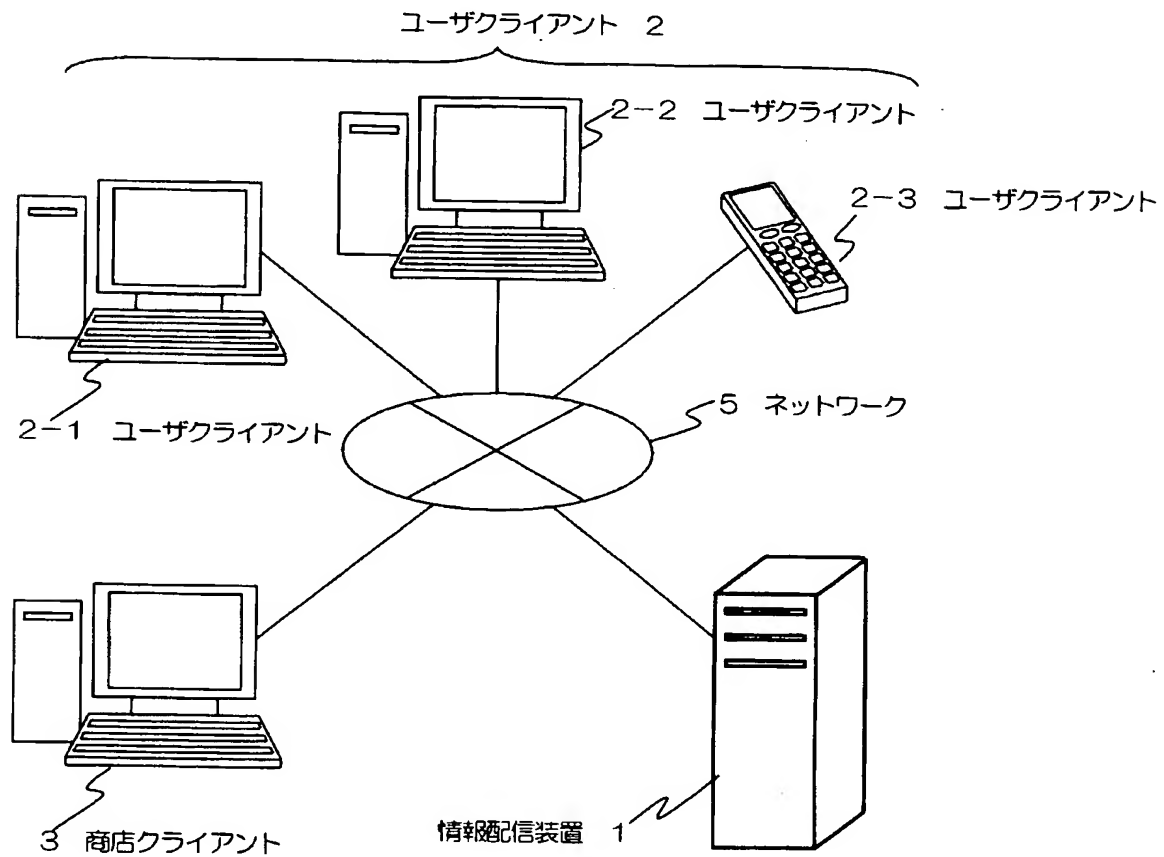 ユーザクライアント 2
2-2 ユーザクライアント
2-3 ユーザクライアント
5 ネットワーク
2-1 ユーザクライアント
3 商店クライアント
情報配信装置 1